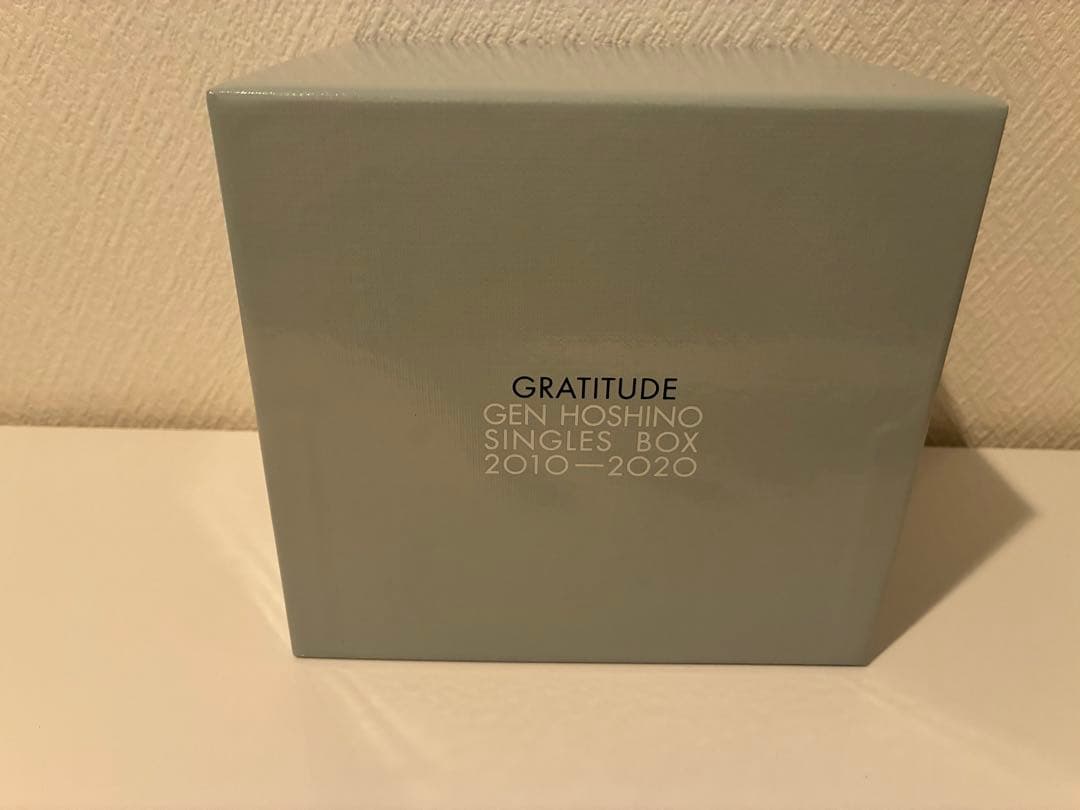 GRATITUDE
GEN HOSHINO
SINGLES BOX
2010—2020